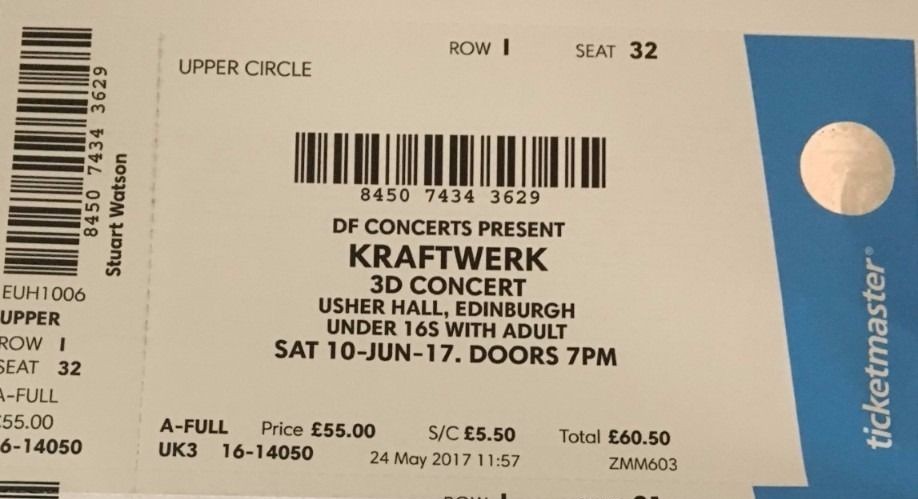 8450 7434 3629
Stuart Watson
EUH1006
UPPER
ROW I
SEAT 32
A-FULL
£55.00
6-14050
UPPER CIRCLE
ROW I SEAT 32
8450 7434 3629
DF CONCERTS PRESENT
KRAFTWERK
3D CONCERT
USHER HALL, EDINBURGH
UNDER 16S WITH ADULT
SAT 10-JUN-17. DOORS 7PM
A-FULL Price £55.00 S/C £5.50 Total £60.50
UK3 16-14050 24 May 2017 11:57 ZMM603
ticketmaster®